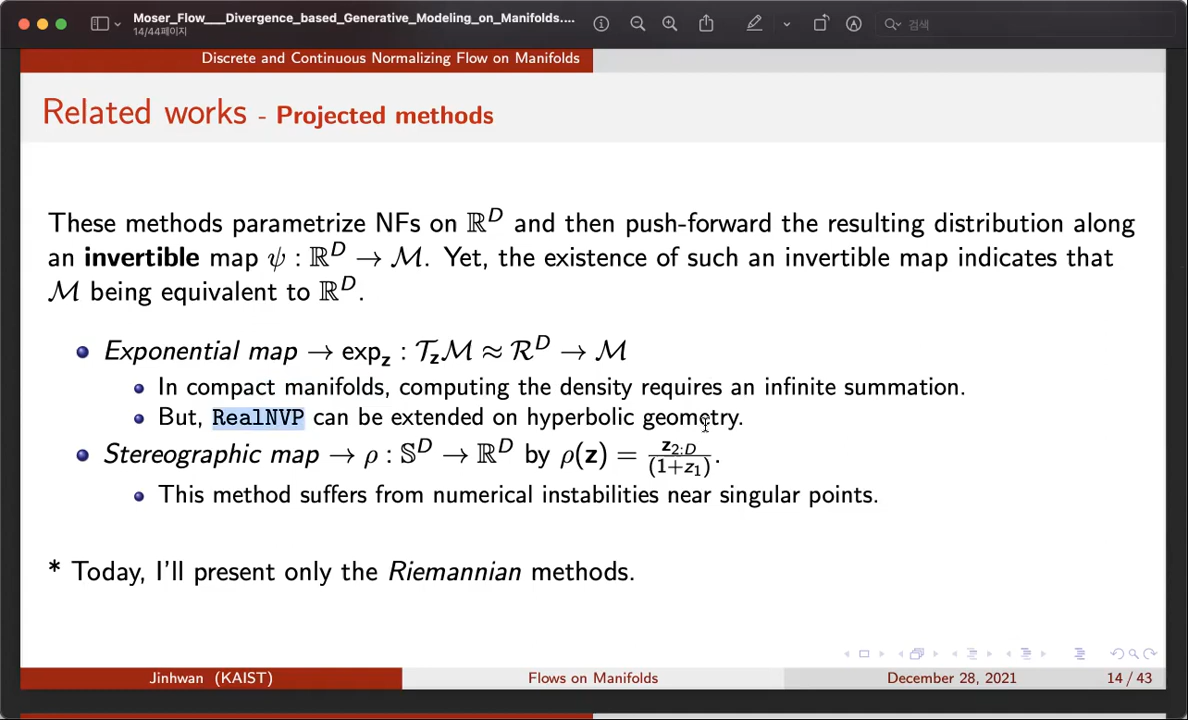 Moser_Flow___Divergence_based_Generative_Modeling_on_Manifolds....
14/44페이지
검색
Discrete and Continuous Normalizing Flow on Manifolds
Related works - Projected methods
These methods parametrize NFs on ℝ^D and then push-forward the resulting distribution along
an invertible map ψ : ℝ^D → ℳ. Yet, the existence of such an invertible map indicates that
ℳ being equivalent to ℝ^D.
Exponential map → exp_z : 𝒯_zℳ ≈ ℛ^D → ℳ
In compact manifolds, computing the density requires an infinite summation.
But, RealNVP can be extended on hyperbolic geometry.
Stereographic map → ρ : 𝕊^D → ℝ^D by ρ(z) = z_{2:D}/(1+z_1).
This method suffers from numerical instabilities near singular points.
* Today, I'll present only the Riemannian methods.
Jinhwan (KAIST) Flows on Manifolds December 28, 2021 14 / 43